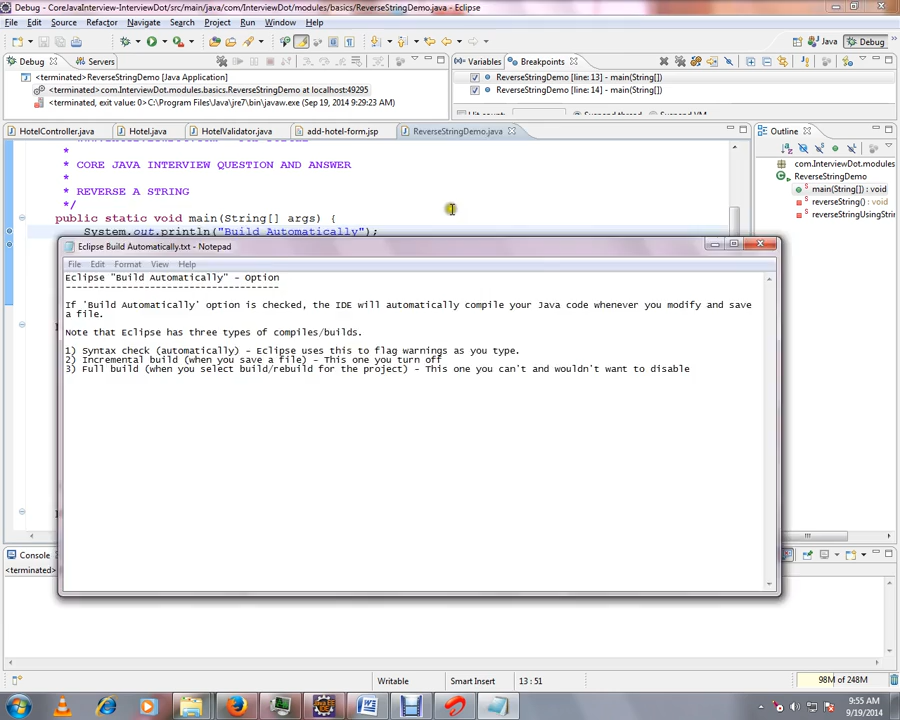 Debug - CoreJavaInterview-InterviewDot/src/main/java/com/InterviewDot/modules/basics/ReverseStringDemo.java - Eclipse
File Edit Source Refactor Navigate Search Project Run Window Help
Java Debug
Debug Servers Variables Breakpoints
<terminated>ReverseStringDemo [Java Application]
<terminated>com.InterviewDot.modules.basics.ReverseStringDemo at localhost:49295
<terminated, exit value: 0>C:\Program Files\Java\jre7\bin\javaw.exe (Sep 19, 2014 9:29:23 AM)
ReverseStringDemo [line: 13] - main(String[])
ReverseStringDemo [line: 14] - main(String[])
HotelController.java Hotel.java HotelValidator.java add-hotel-form.jsp ReverseStringDemo.java Outline
*
* CORE JAVA INTERVIEW QUESTION AND ANSWER
*
* REVERSE A STRING
*/
public static void main(String[] args) {
System.out.println("Build Automatically");
com.InterviewDot.modules
ReverseStringDemo
main(String[]) : void
reverseString() : void
reverseStringUsingStrin
Eclipse Build Automatically.txt - Notepad
File Edit Format View Help
Eclipse "Build Automatically" - Option
---------------------------------------
If 'Build Automatically' option is checked, the IDE will automatically compile your Java code whenever you modify and save
a file.
Note that Eclipse has three types of compiles/builds.
1) Syntax check (automatically) - Eclipse uses this to flag warnings as you type.
2) Incremental build (when you save a file) - This one you turn off
3) Full build (when you select build/rebuild for the project) - This one you can't and wouldn't want to disable
Console
<terminated>
Writable Smart Insert 13 : 51 98M of 248M
9:55 AM
9/19/2014